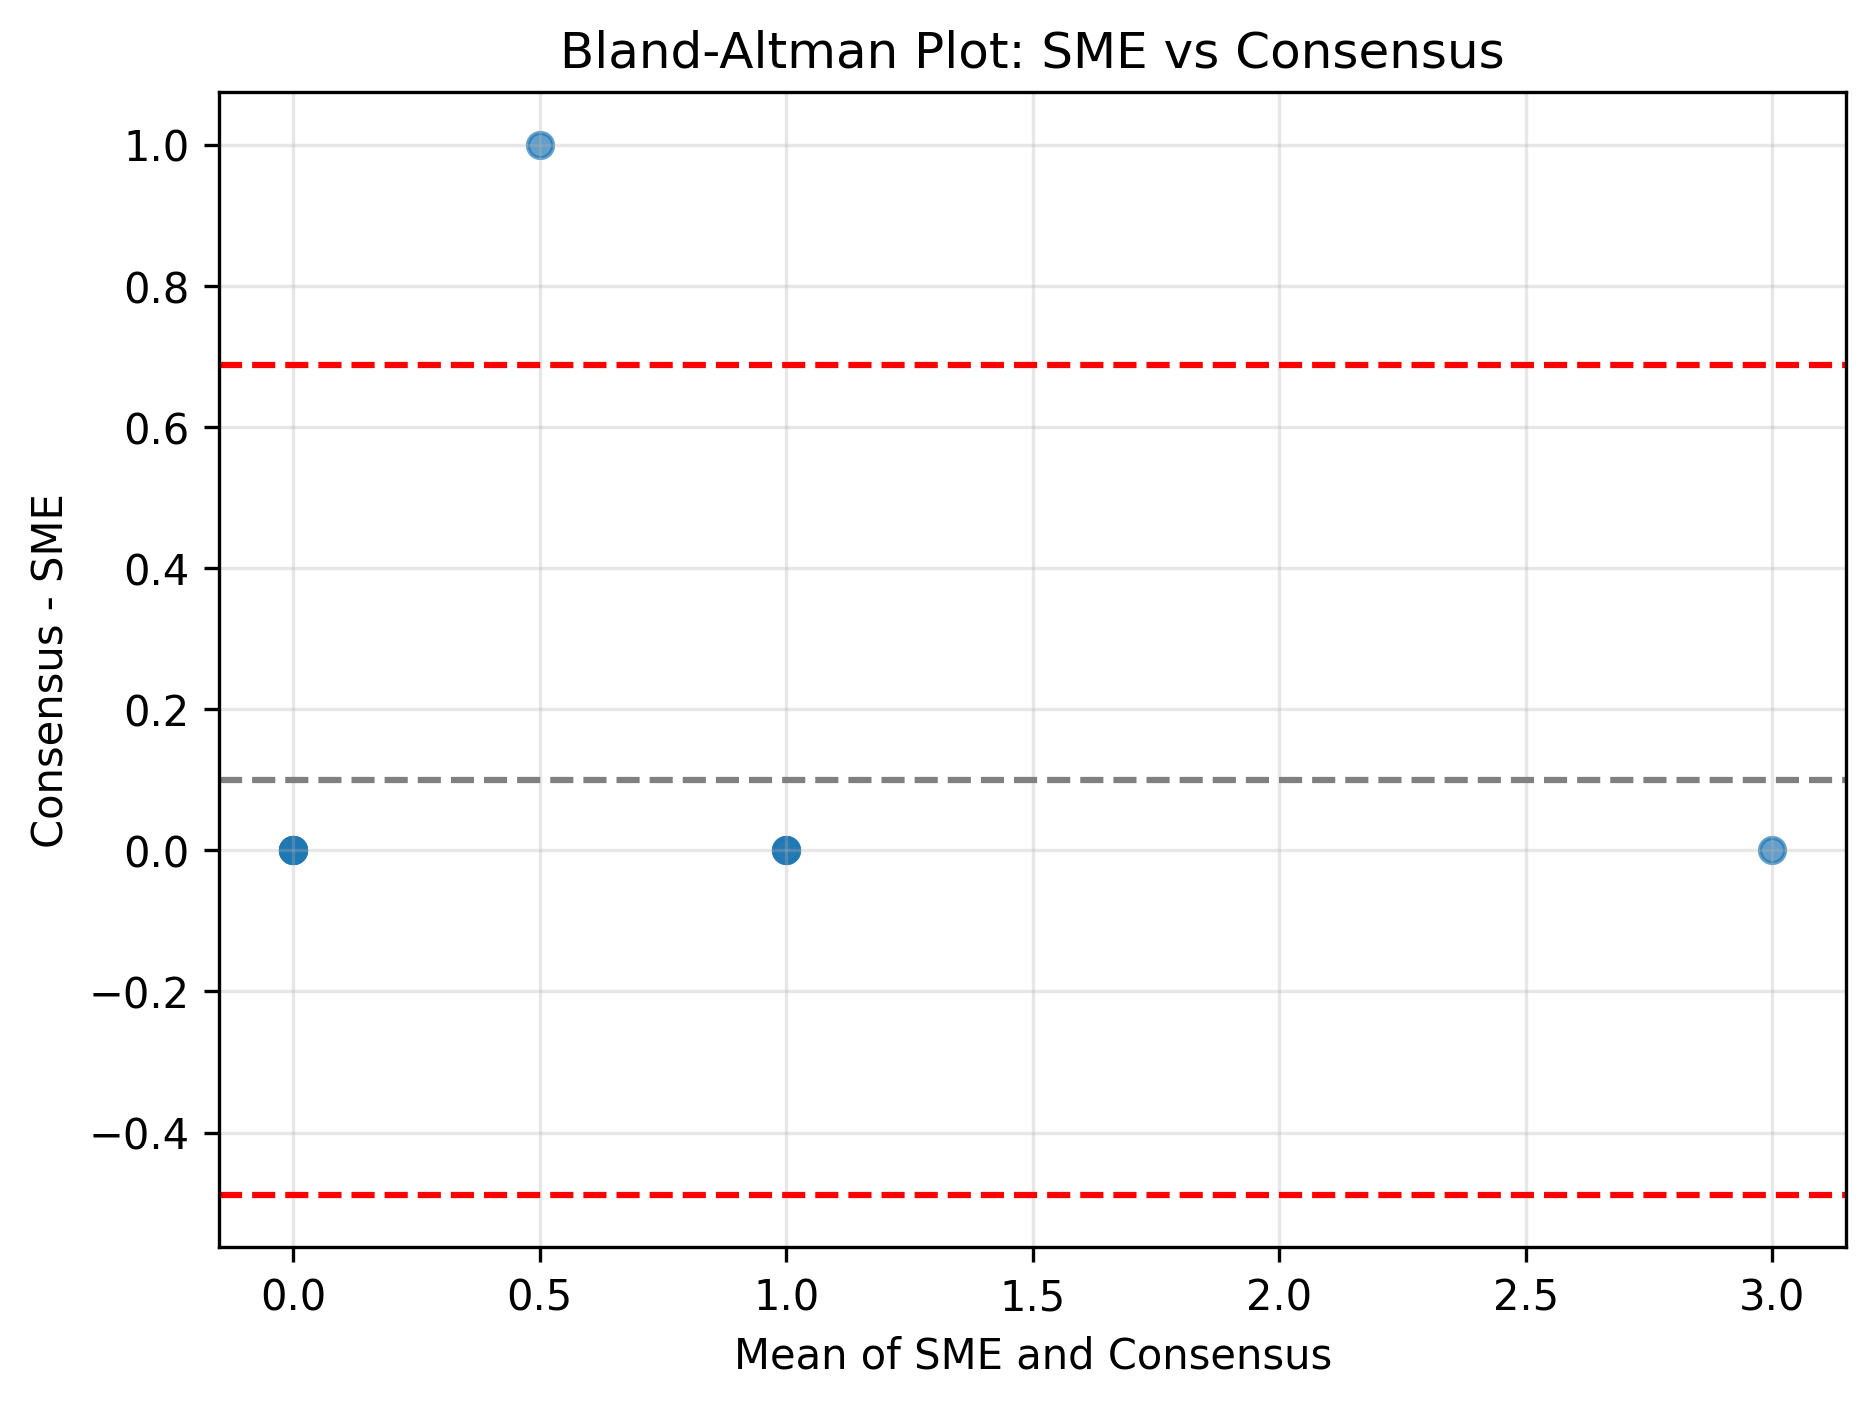 Bland-Altman Plot: SME vs Consensus
1.0
0.8
0.6
0.4
0.2
0.0
−0.2
−0.4
Consensus - SME
0.0 0.5 1.0 1.5 2.0 2.5 3.0
Mean of SME and Consensus